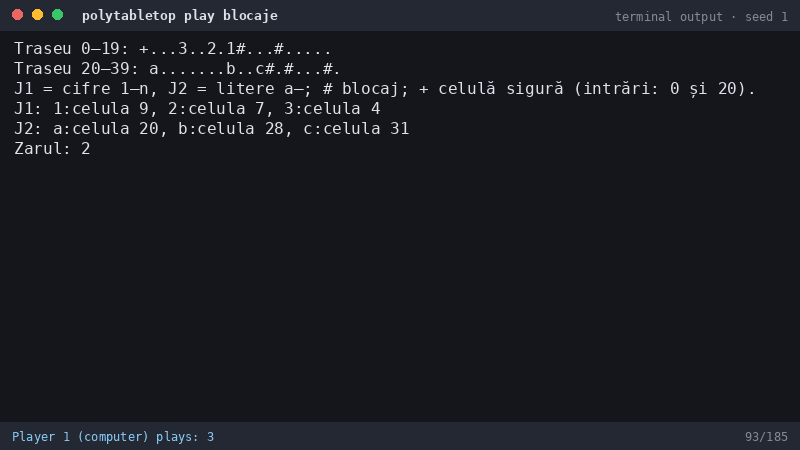 polytabletop play blocaje
terminal output · seed 1
Traseu 0–19: +...3..2.1#...#.....
Traseu 20–39: a.......b..c#.#...#.
J1 = cifre 1–n, J2 = litere a–; # blocaj; + celulă sigură (intrări: 0 și 20).
J1: 1:celula 9, 2:celula 7, 3:celula 4
J2: a:celula 20, b:celula 28, c:celula 31
Zarul: 2
Player 1 (computer) plays: 3
93/185